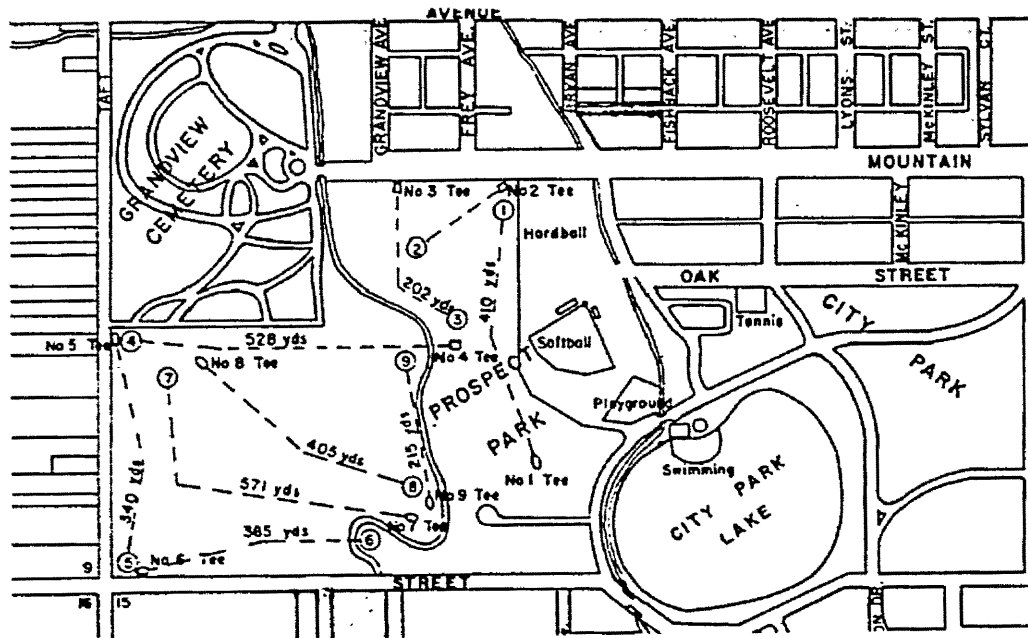 AVENUE
TAFT
GRANDVIEW AVE.
FREY AVE.
BRYAN AVE
FISHBACK AVE.
ROOSEVELT AVE
LYONS ST.
McKINLEY ST.
SYLVAN CT.
GRANDVIEW
CEMETERY
MOUNTAIN
No 3 Tee
No 2 Tee
1
2
Hardball
McKINLEY
OAK STREET
202 yds
410 yds
3
CITY
PARK
Tennis
No 5 Tee
4
528 yds
No 4 Tee
Softball
No 8 Tee
9
7
PROSPECT
PARK
Playground
405 yds
215 yds
Swimming
CITY PARK
LAKE
340 yds
571 yds
8
No 9 Tee
No 1 Tee
No 7 Tee
385 yds
6
5
No 6 Tee
9
STREET
16 15
ON DR.